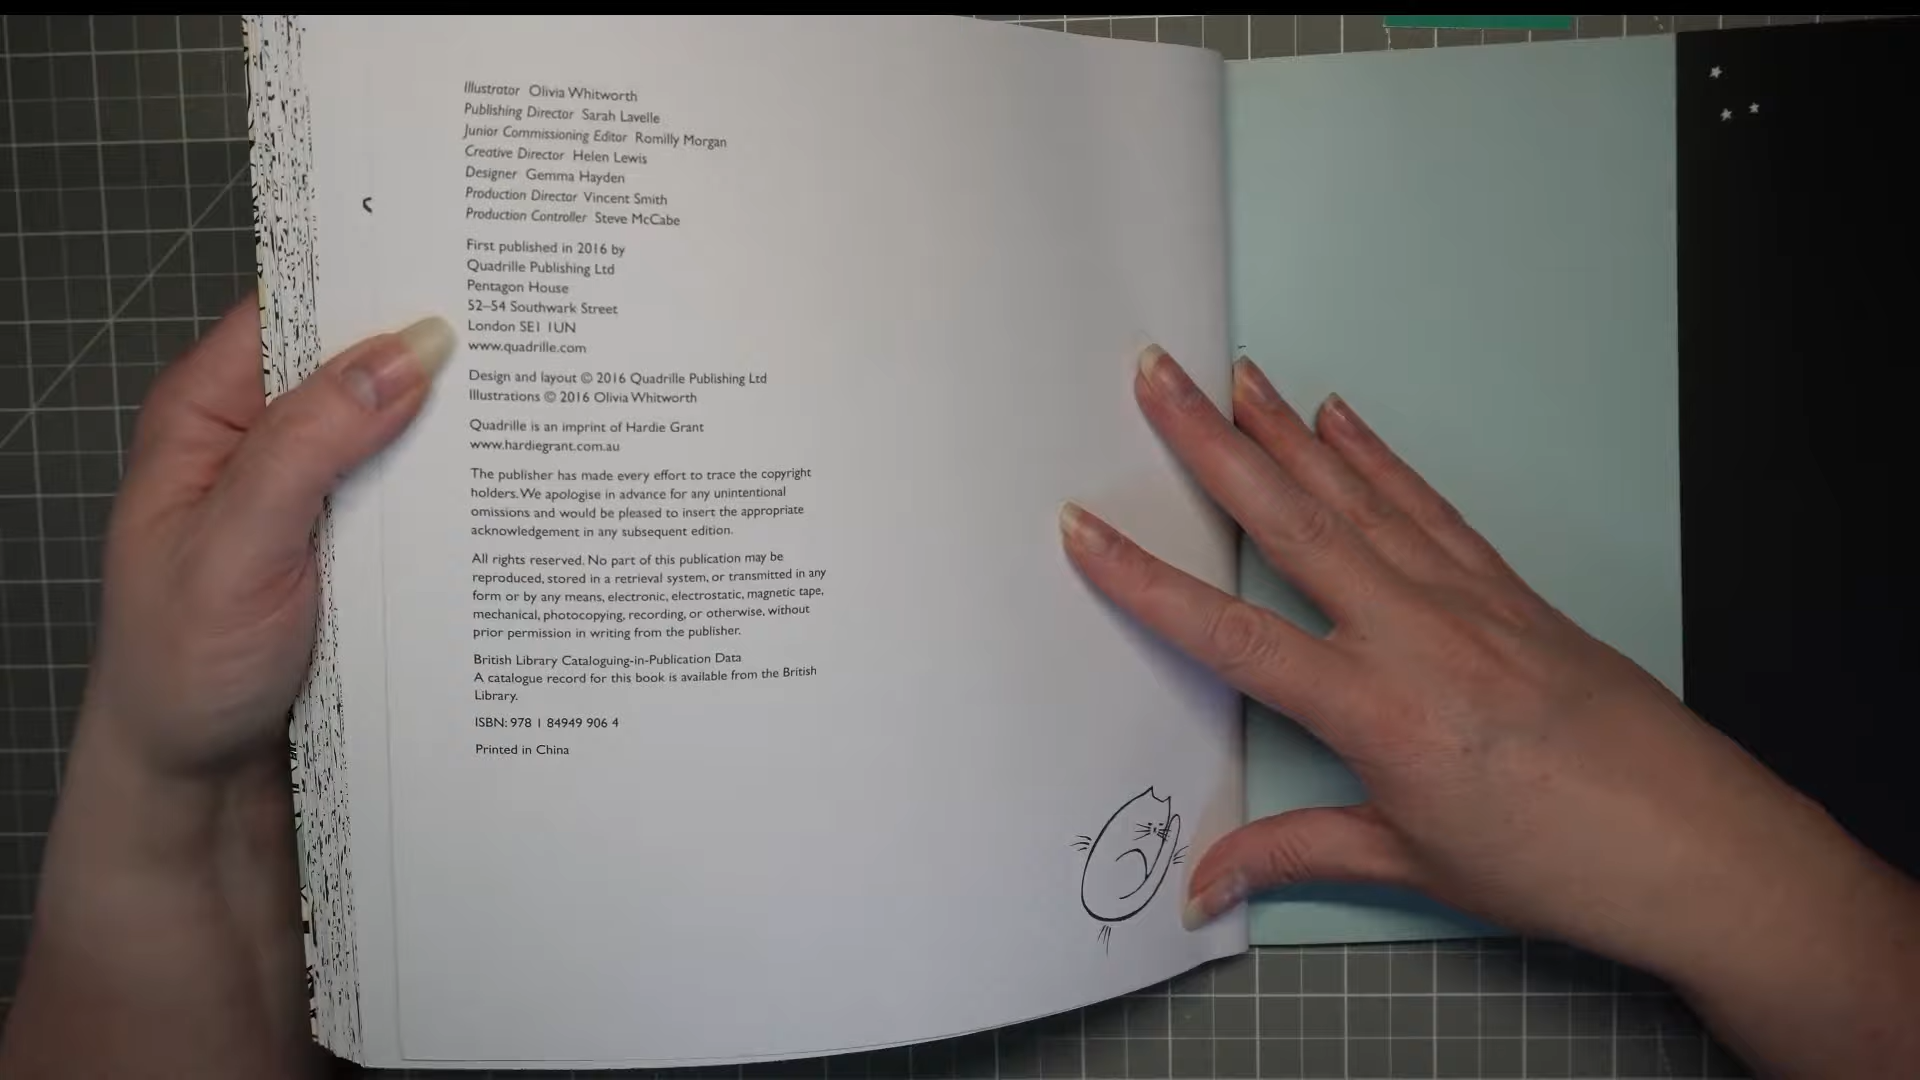 Illustrator Olivia Whitworth
Publishing Director Sarah Lavelle
Junior Commissioning Editor Romilly Morgan
Creative Director Helen Lewis
Designer Gemma Hayden
Production Director Vincent Smith
Production Controller Steve McCabe
First published in 2016 by
Quadrille Publishing Ltd
Pentagon House
52–54 Southwark Street
London SE1 1UN
www.quadrille.com
Design and layout © 2016 Quadrille Publishing Ltd
Illustrations © 2016 Olivia Whitworth
Quadrille is an imprint of Hardie Grant
www.hardiegrant.com.au
The publisher has made every effort to trace the copyright
holders. We apologise in advance for any unintentional
omissions and would be pleased to insert the appropriate
acknowledgement in any subsequent edition.
All rights reserved. No part of this publication may be
reproduced, stored in a retrieval system, or transmitted in any
form or by any means, electronic, electrostatic, magnetic tape,
mechanical, photocopying, recording, or otherwise, without
prior permission in writing from the publisher.
British Library Cataloguing-in-Publication Data
A catalogue record for this book is available from the British
Library.
ISBN: 978 1 84949 906 4
Printed in China